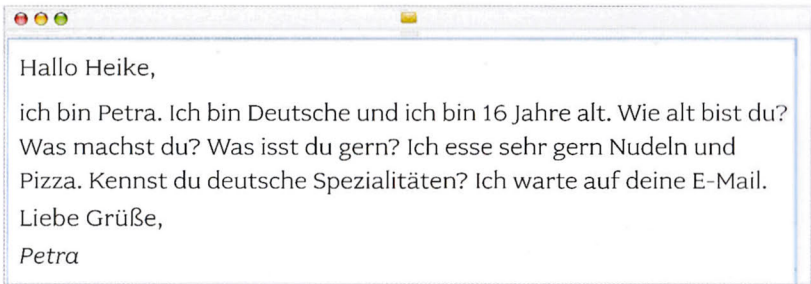 Hallo Heike,
ich bin Petra. Ich bin Deutsche und ich bin 16 Jahre alt. Wie alt bist du?
Was machst du? Was isst du gern? Ich esse sehr gern Nudeln und
Pizza. Kennst du deutsche Spezialitäten? Ich warte auf deine E-Mail.
Liebe Grüße,
Petra